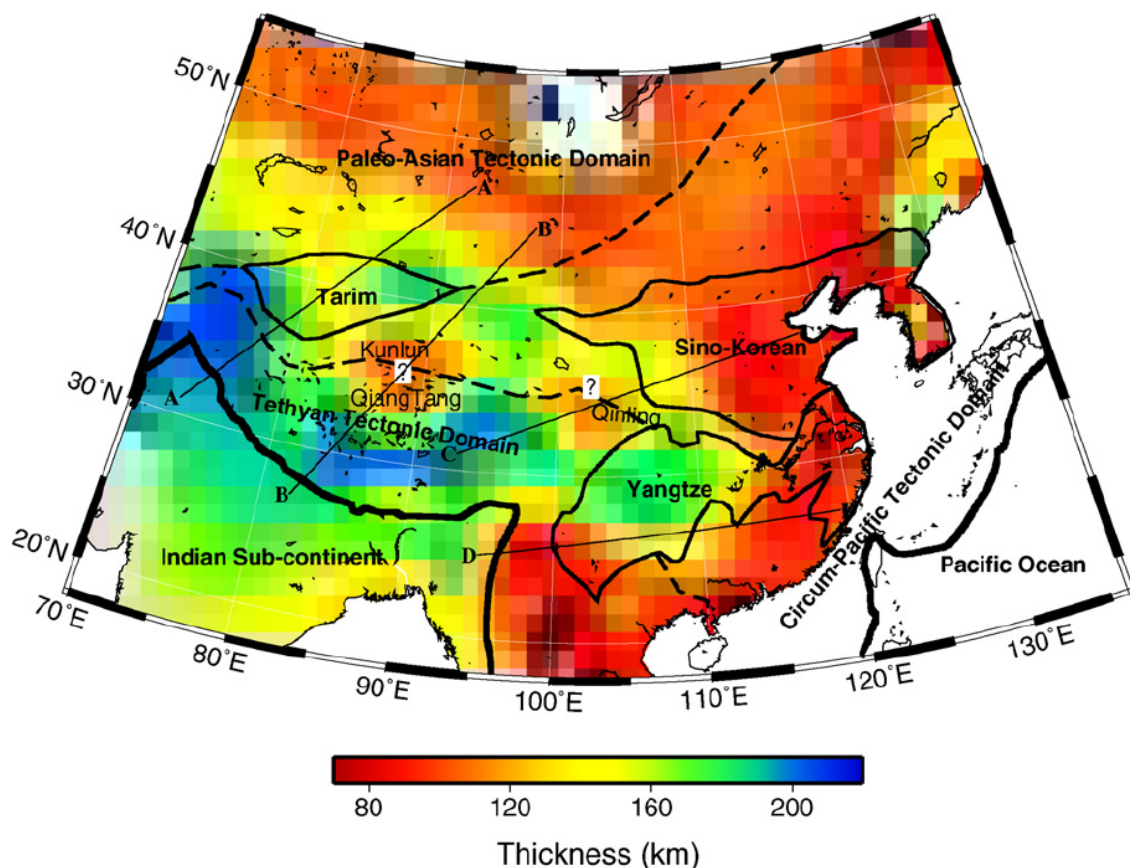 50°N
40°N
30°N
20°N
70°E
80°E
90°E
100°E
110°E
120°E
130°E
Paleo-Asian Tectonic Domain
A'
B'
Tarim
Kunlun
?
QiangTang
Sino-Korean
?
Qinling
A
Tethyan Tectonic Domain
C
B
Yangtze
D
Indian Sub-continent
Circum-Pacific Tectonic Domain
Pacific Ocean
80
120
160
200
Thickness (km)